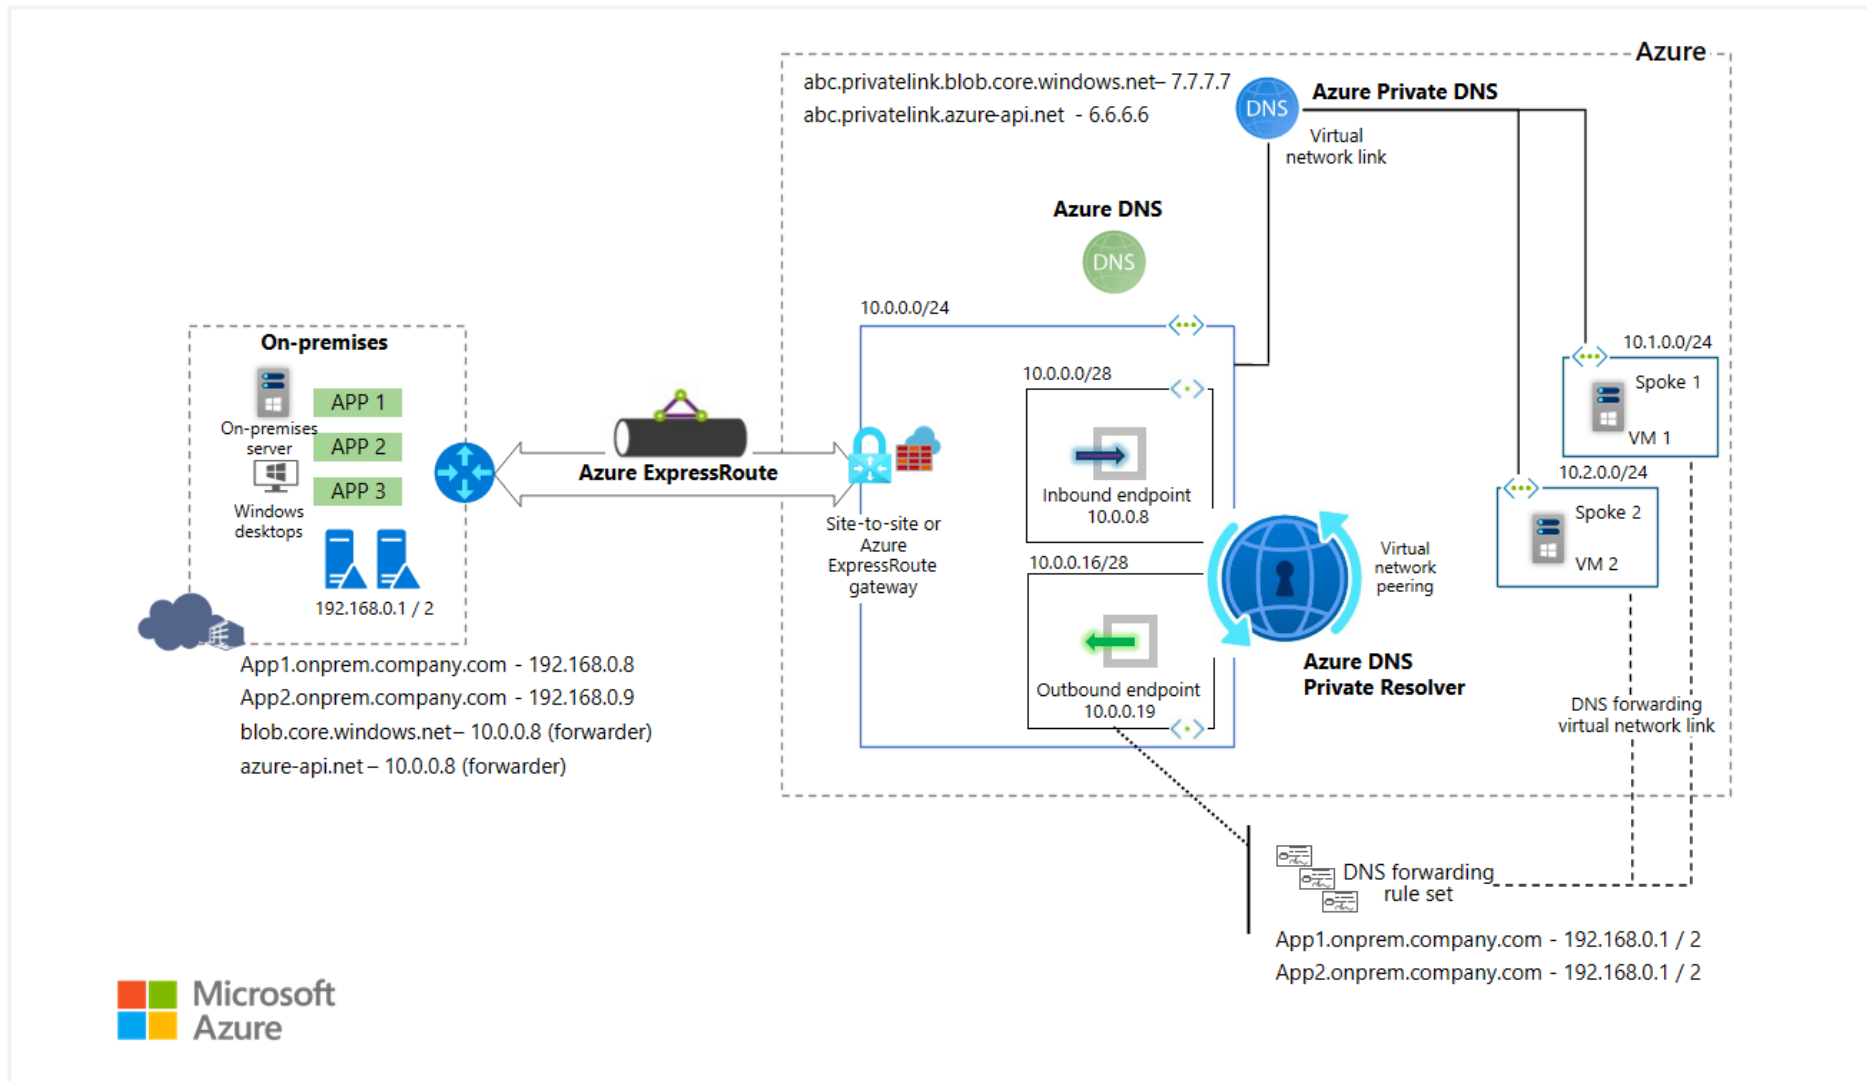 Azure
abc.privatelink.blob.core.windows.net– 7.7.7.7
abc.privatelink.azure-api.net - 6.6.6.6
DNS
Azure Private DNS
Virtual
network link
Azure DNS
DNS
10.0.0.0/24
On-premises
On-premises
server
Windows
desktops
APP 1
APP 2
APP 3
192.168.0.1 / 2
App1.onprem.company.com - 192.168.0.8
App2.onprem.company.com - 192.168.0.9
blob.core.windows.net– 10.0.0.8 (forwarder)
azure-api.net – 10.0.0.8 (forwarder)
Azure ExpressRoute
Site-to-site or
Azure
ExpressRoute
gateway
10.0.0.0/28
Inbound endpoint
10.0.0.8
10.0.0.16/28
Outbound endpoint
10.0.0.19
Azure DNS
Private Resolver
Virtual
network
peering
10.1.0.0/24
Spoke 1
VM 1
10.2.0.0/24
Spoke 2
VM 2
DNS forwarding
virtual network link
DNS forwarding
rule set
App1.onprem.company.com - 192.168.0.1 / 2
App2.onprem.company.com - 192.168.0.1 / 2
Microsoft
Azure